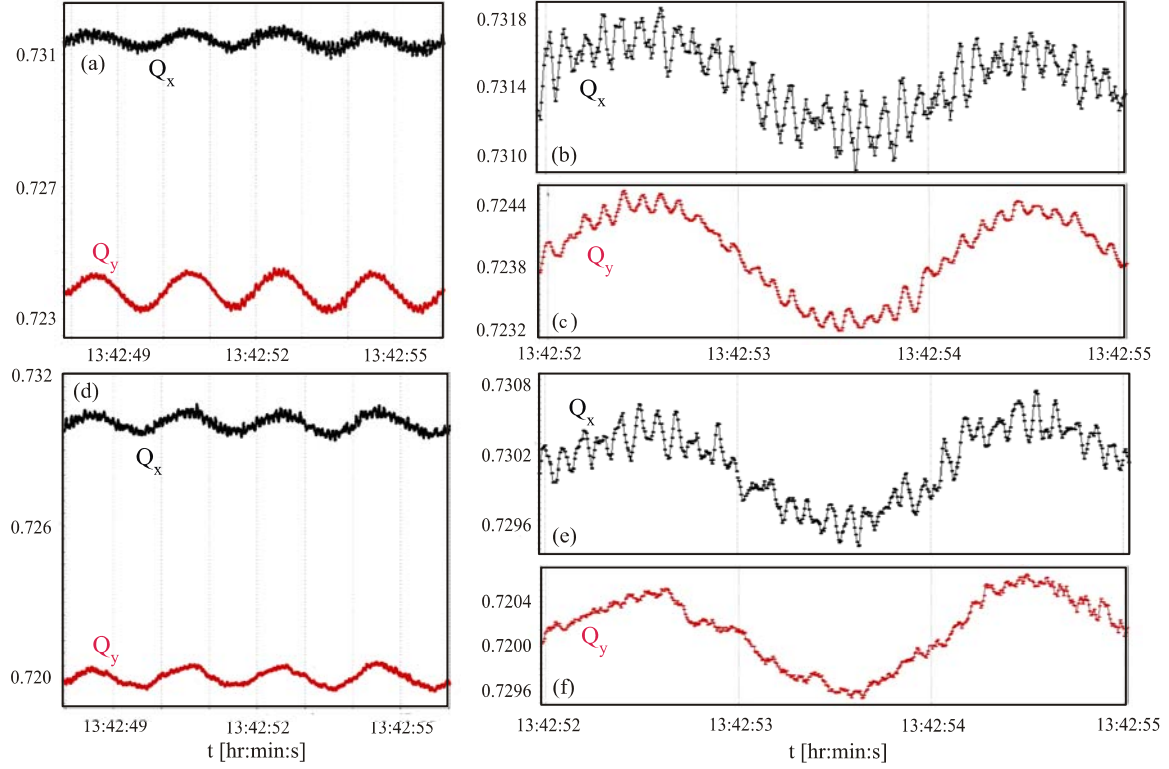 0.731
0.727
0.723
(a)
Qx
Qy
13:42:49 13:42:52 13:42:55
0.7318
0.7314
0.7310
Qx
(b)
0.7244
0.7238
0.7232
Qy
(c)
13:42:52 13:42:53 13:42:54 13:42:55
0.732
0.726
0.720
(d)
Qx
Qy
13:42:49 13:42:52 13:42:55
t [hr:min:s]
0.7308
0.7302
0.7296
Qx
(e)
0.7204
0.7200
0.7296
Qy
(f)
13:42:52 13:42:53 13:42:54 13:42:55
t [hr:min:s]